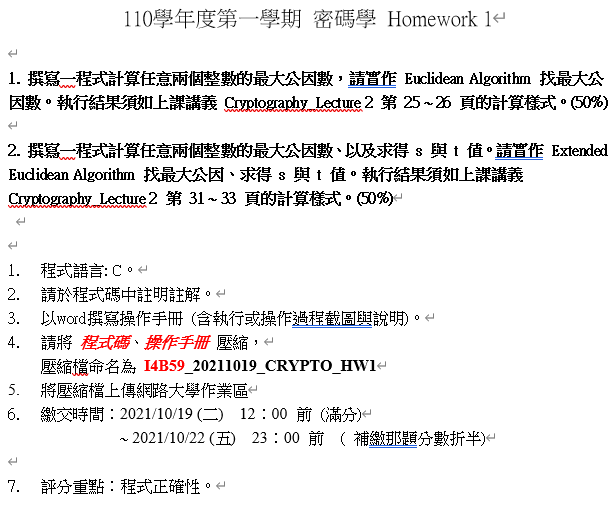 110學年度第一學期 密碼學 Homework 1
1. 撰寫一程式計算任意兩個整數的最大公因數，請實作 Euclidean Algorithm 找最大公
因數。執行結果須如上課講義 Cryptography_Lecture 2 第 25～26 頁的計算樣式。(50%)
2. 撰寫一程式計算任意兩個整數的最大公因數、以及求得 s 與 t 值。請實作 Extended
Euclidean Algorithm 找最大公因、求得 s 與 t 值。執行結果須如上課講義
Cryptography_Lecture 2 第 31～33 頁的計算樣式。(50%)
1. 程式語言: C。
2. 請於程式碼中註明註解。
3. 以word撰寫操作手冊 (含執行或操作過程截圖與說明)。
4. 請將 程式碼、操作手冊 壓縮，
壓縮檔命名為 I4B59_20211019_CRYPTO_HW1
5. 將壓縮檔上傳網路大學作業區
6. 繳交時間：2021/10/19 (二) 12：00 前 (滿分)
～2021/10/22 (五) 23：00 前 ( 補繳那題分數折半)
7. 評分重點：程式正確性。